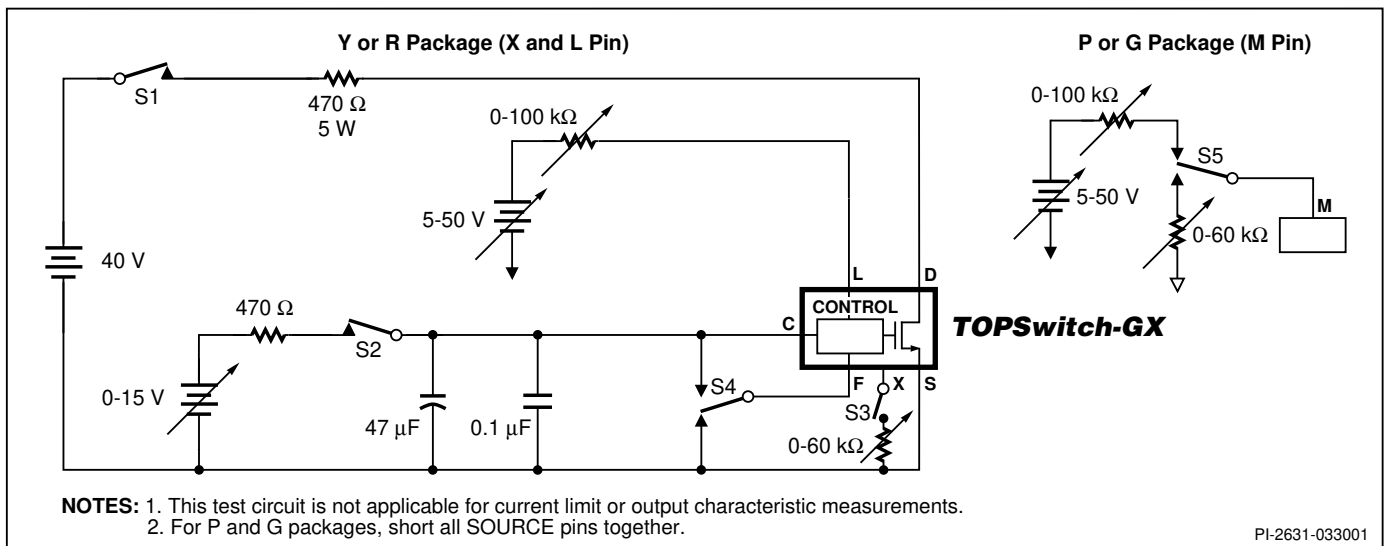 Y or R Package (X and L Pin)
P or G Package (M Pin)
S1
470 Ω
5 W
0-100 kΩ
5-50 V
0-100 kΩ
S5
5-50 V
M
0-60 kΩ
40 V
470 Ω
S2
0-15 V
47 μF
0.1 μF
S4
L
D
CONTROL
C
TOPSwitch-GX
F
X
S
S3
0-60 kΩ
NOTES: 1. This test circuit is not applicable for current limit or output characteristic measurements.
2. For P and G packages, short all SOURCE pins together.
PI-2631-033001